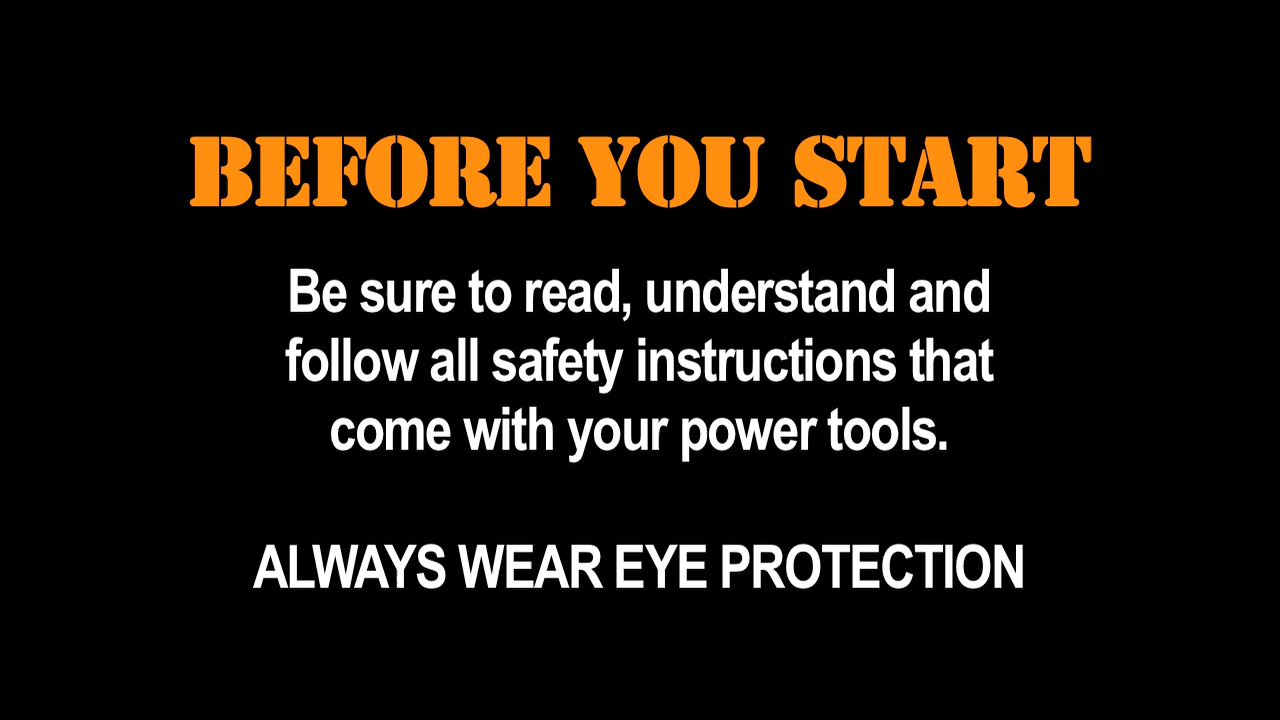 BEFORE YOU START
Be sure to read, understand and
follow all safety instructions that
come with your power tools.
ALWAYS WEAR EYE PROTECTION